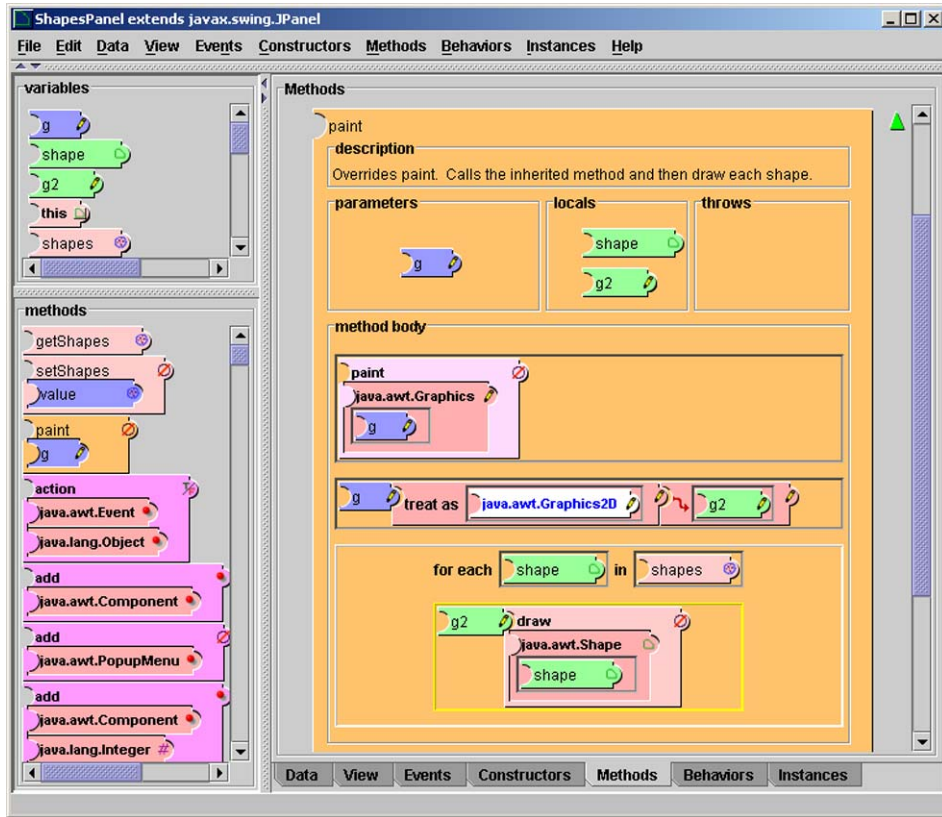 ShapesPanel extends javax.swing.JPanel
File Edit Data View Events Constructors Methods Behaviors Instances Help
variables
g
shape
g2
this
shapes
methods
getShapes
setShapes
value
paint
g
action
java.awt.Event
java.lang.Object
add
java.awt.Component
add
java.awt.PopupMenu
add
java.awt.Component
java.lang.Integer #
Methods
paint
description
Overrides paint. Calls the inherited method and then draw each shape.
parameters locals throws
g
shape
g2
method body
paint
java.awt.Graphics
g
g treat as java.awt.Graphics2D g2
for each shape in shapes
g2 draw
java.awt.Shape
shape
Data View Events Constructors Methods Behaviors Instances